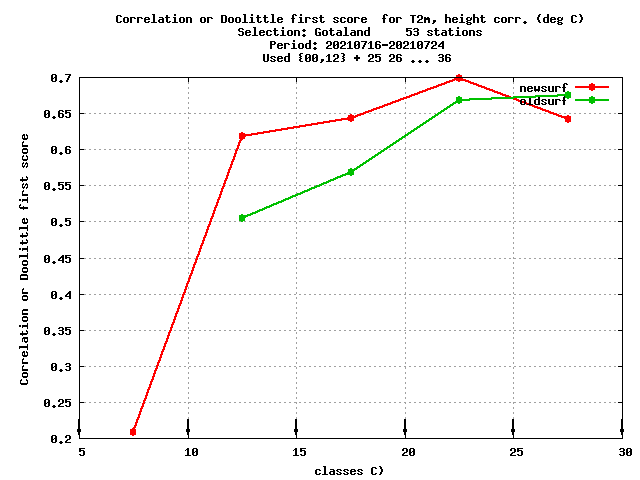 Correlation or Doolittle first score  for T2m, height corr. (deg C)
Selection: Gotaland     53 stations
Period: 20210716-20210724
Used {00,12} + 25 26 ... 36
newsurf
oldsurf
Correlation or Doolittle first score
0.7
0.65
0.6
0.55
0.5
0.45
0.4
0.35
0.3
0.25
0.2
5 10 15 20 25 30
classes C)